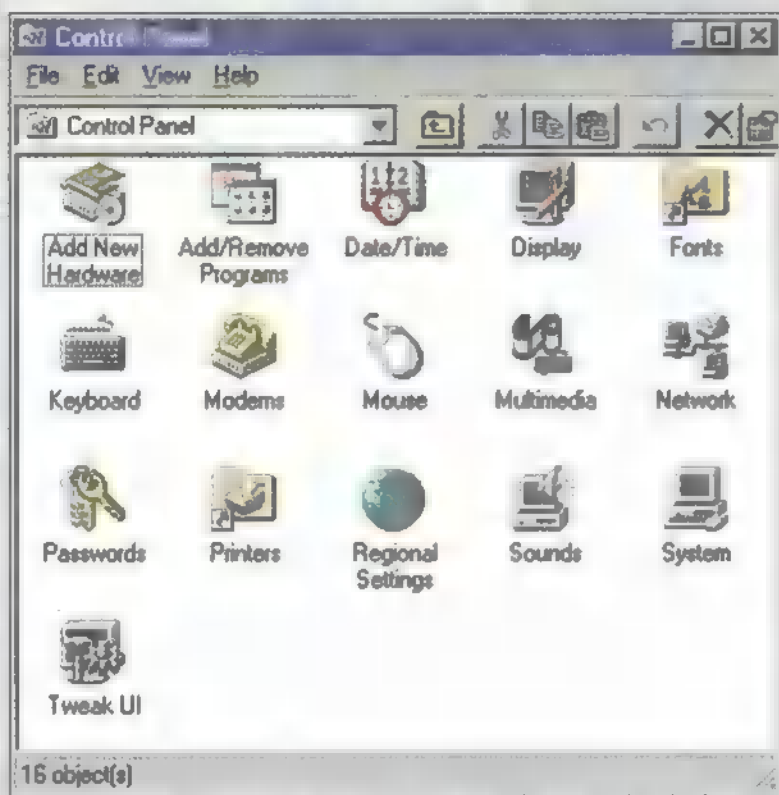 Control Panel
File Edit View Help
Control Panel
Add New Hardware
Add/Remove Programs
Date/Time
Display
Fonts
Keyboard
Modems
Mouse
Multimedia
Network
Passwords
Printers
Regional Settings
Sounds
System
Tweak UI
16 object(s)